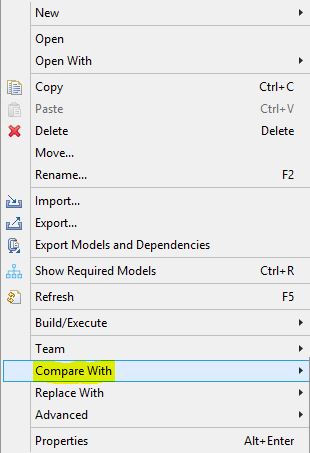 New
Open
Open With
Copy Ctrl+C
Paste Ctrl+V
Delete Delete
Move...
Rename... F2
Import...
Export...
Export Models and Dependencies
Show Required Models Ctrl+R
Refresh F5
Build/Execute
Team
Compare With
Replace With
Advanced
Properties Alt+Enter